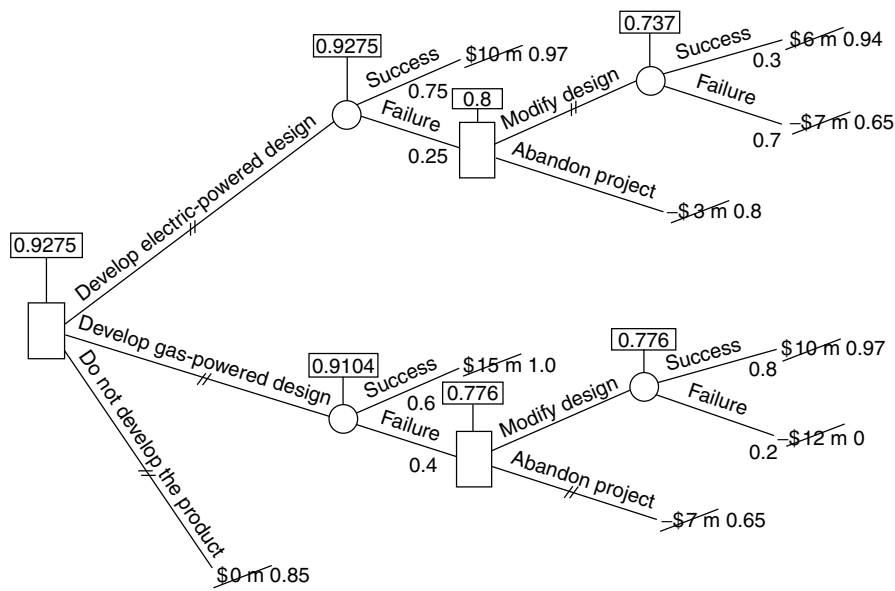 0.9275
Develop electric-powered design
0.9275
Success
0.75
$10 m 0.97
Failure
0.25
0.8
Modify design
0.737
Success
0.3
$6 m 0.94
Failure
0.7
–$7 m 0.65
Abandon project
–$3 m 0.8
Develop gas-powered design
0.9104
Success
0.6
$15 m 1.0
Failure
0.4
0.776
Modify design
0.776
Success
0.8
$10 m 0.97
Failure
0.2
–$12 m 0
Abandon project
–$7 m 0.65
Do not develop the product
$0 m 0.85